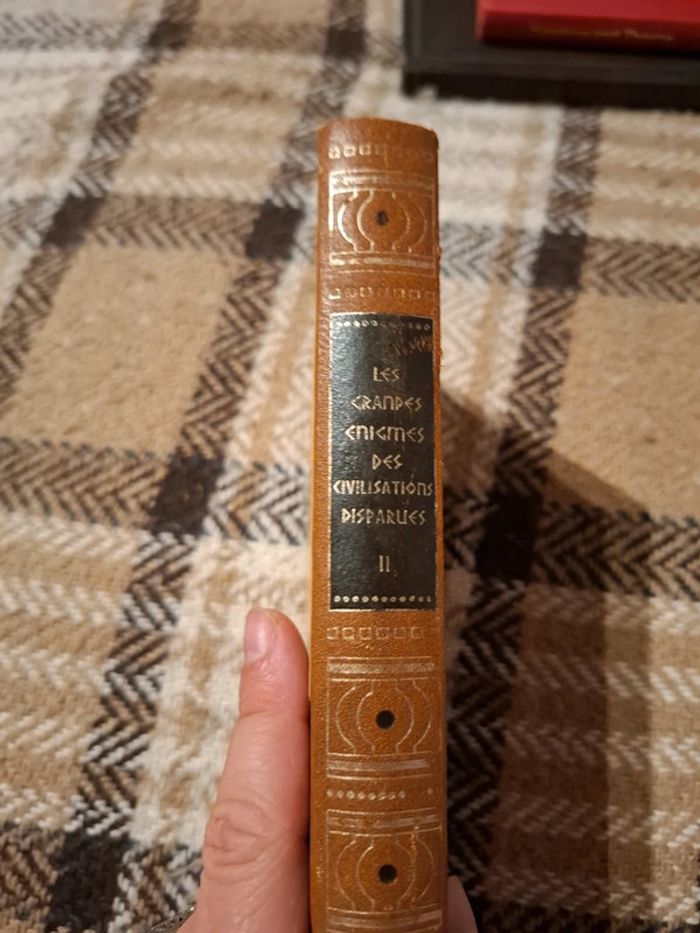 LES
GRANDES
ENIGMES
DES
CIVILISATIONS
DISPARUES
II